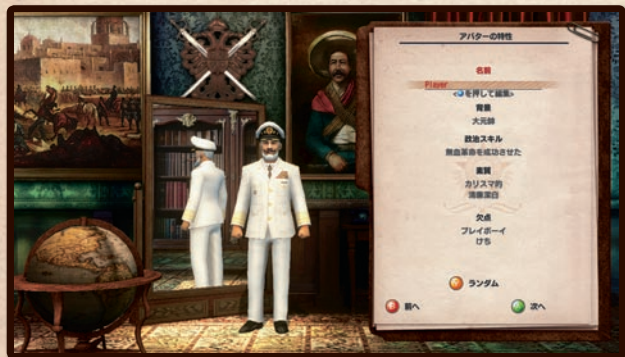 アバターの特性
名前
Player
<を押して編集>
背景
大元帥
政治スキル
無血革命を成功させた
素質
カリスマ的
清廉潔白
欠点
プレイボーイ
けち
ランダム
前へ
次へ